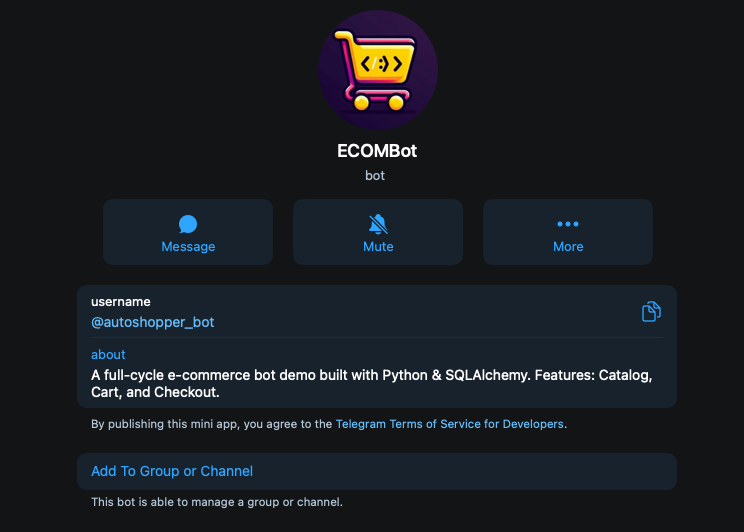 </:)>
ECOMBot
bot
Message
Mute
More
username
@autoshopper_bot
about
A full-cycle e-commerce bot demo built with Python & SQLAlchemy. Features: Catalog,
Cart, and Checkout.
By publishing this mini app, you agree to the Telegram Terms of Service for Developers.
Add To Group or Channel
This bot is able to manage a group or channel.